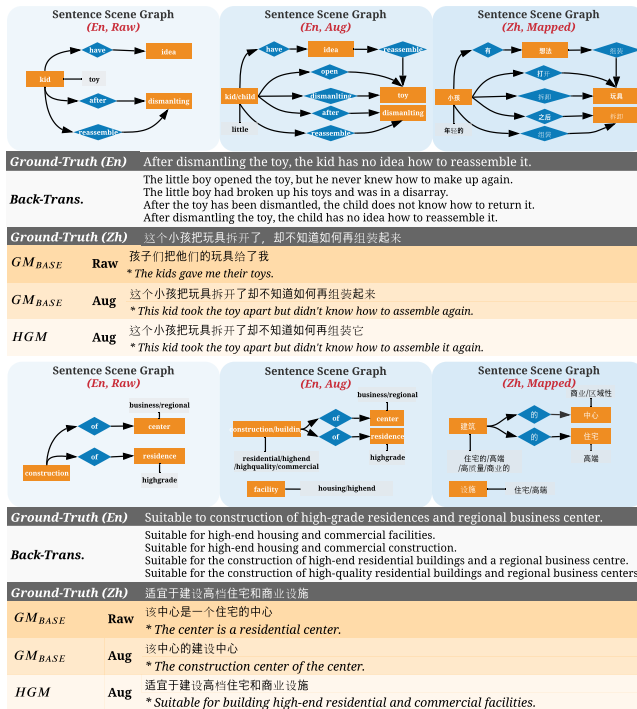 Sentence Scene Graph
(En, Raw)
have
idea
kid
toy
after
dismanlting
reassemble
Sentence Scene Graph
(En, Aug)
have
idea
reassemble
open
kid/child
dismantling
toy
after
dismanlting
little
reassemble
Sentence Scene Graph
(Zh, Mapped)
有
想法
组装
打开
小孩
拆卸
玩具
之后
拆卸
年轻的
组装
Ground-Truth (En)
After dismantling the toy, the kid has no idea how to reassemble it.
Back-Trans.
The little boy opened the toy, but he never knew how to make up again.
The little boy had broken up his toys and was in a disarray.
After the toy has been dismantled, the child does not know how to return it.
After dismantling the toy, the child has no idea how to reassemble it.
Ground-Truth (Zh)
这个小孩把玩具拆开了，却不知道如何再组装起来
GM_BASE Raw
孩子们把他们的玩具给了我
* The kids gave me their toys.
GM_BASE Aug
这个小孩把玩具拆开了却不知道如何再组装起来
* This kid took the toy apart but didn't know how to assemble again.
HGM Aug
这个小孩把玩具拆开了却不知道如何再组装它
* This kid took the toy apart but didn't know how to assemble it again.
Sentence Scene Graph
(En, Raw)
business/regional
of
center
of
residence
construction
highgrade
Sentence Scene Graph
(En, Aug)
business/regional
of
center
construction/building
of
residence
residential/highend
/highquality/commercial
highgrade
facility
housing/highend
Sentence Scene Graph
(Zh, Mapped)
商业/区域性
的
中心
建筑
的
住宅
住宅的/高端
/高质量/商业的
高端
设施
住宅/高端
Ground-Truth (En)
Suitable to construction of high-grade residences and regional business center.
Back-Trans.
Suitable for high-end housing and commercial facilities.
Suitable for high-end housing and commercial construction.
Suitable for the construction of high-end residential buildings and a regional business centre.
Suitable for the construction of high-quality residential buildings and regional business centers
Ground-Truth (Zh)
适宜于建设高档住宅和商业设施
GM_BASE Raw
该中心是一个住宅的中心
* The center is a residential center.
GM_BASE Aug
该中心的建设中心
* The construction center of the center.
HGM Aug
适宜于建设高档住宅和商业设施
* Suitable for building high-end residential and commercial facilities.